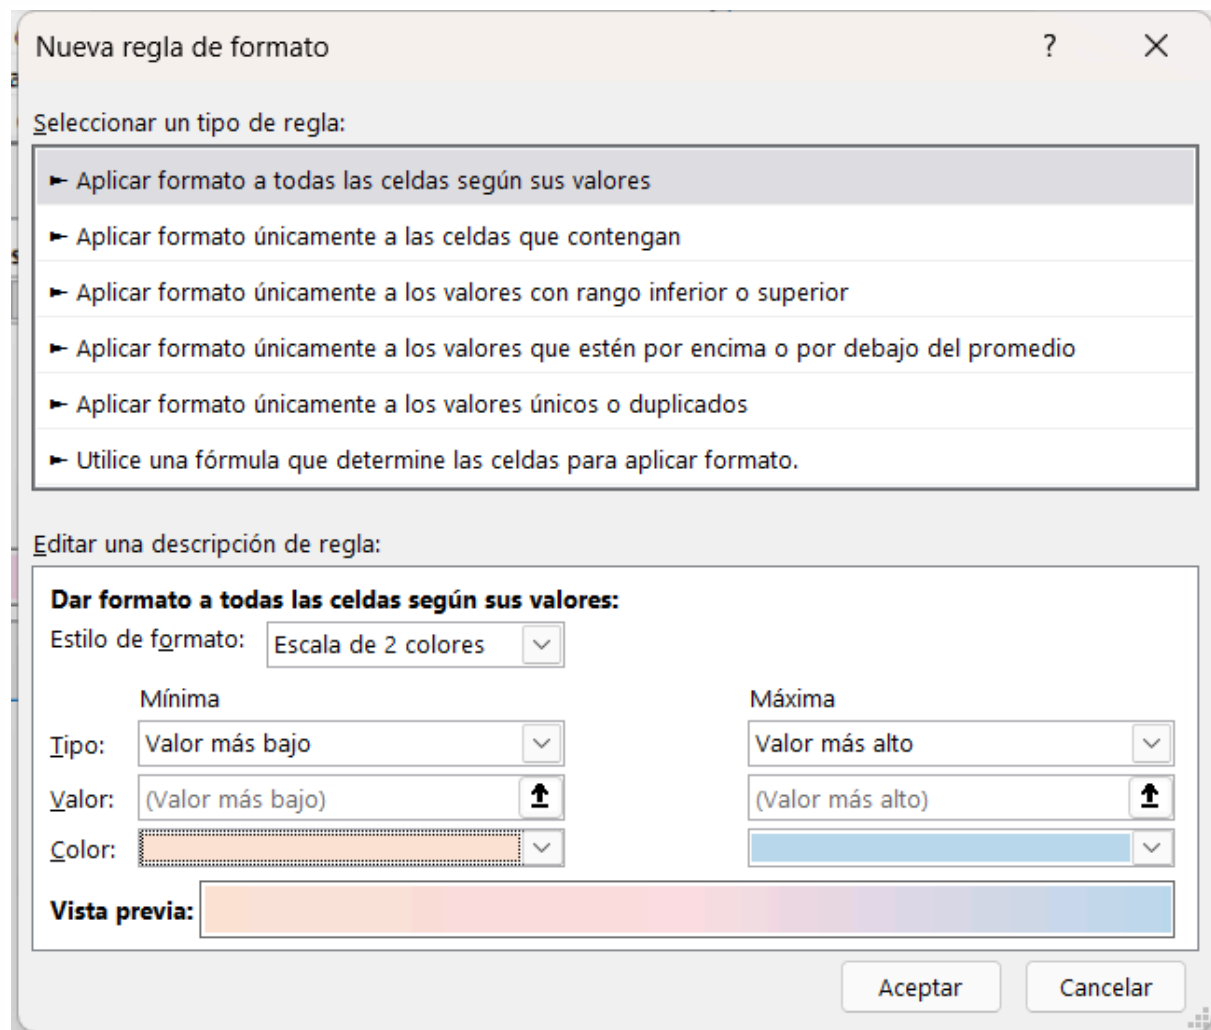 Nueva regla de formato ?
Seleccionar un tipo de regla:
► Aplicar formato a todas las celdas según sus valores
► Aplicar formato únicamente a las celdas que contengan
► Aplicar formato únicamente a los valores con rango inferior o superior
► Aplicar formato únicamente a los valores que estén por encima o por debajo del promedio
► Aplicar formato únicamente a los valores únicos o duplicados
► Utilice una fórmula que determine las celdas para aplicar formato.
Editar una descripción de regla:
Dar formato a todas las celdas según sus valores:
Estilo de formato: Escala de 2 colores
Mínima Máxima
Tipo: Valor más bajo Valor más alto
Valor: (Valor más bajo) (Valor más alto)
Color:
Vista previa:
Aceptar Cancelar